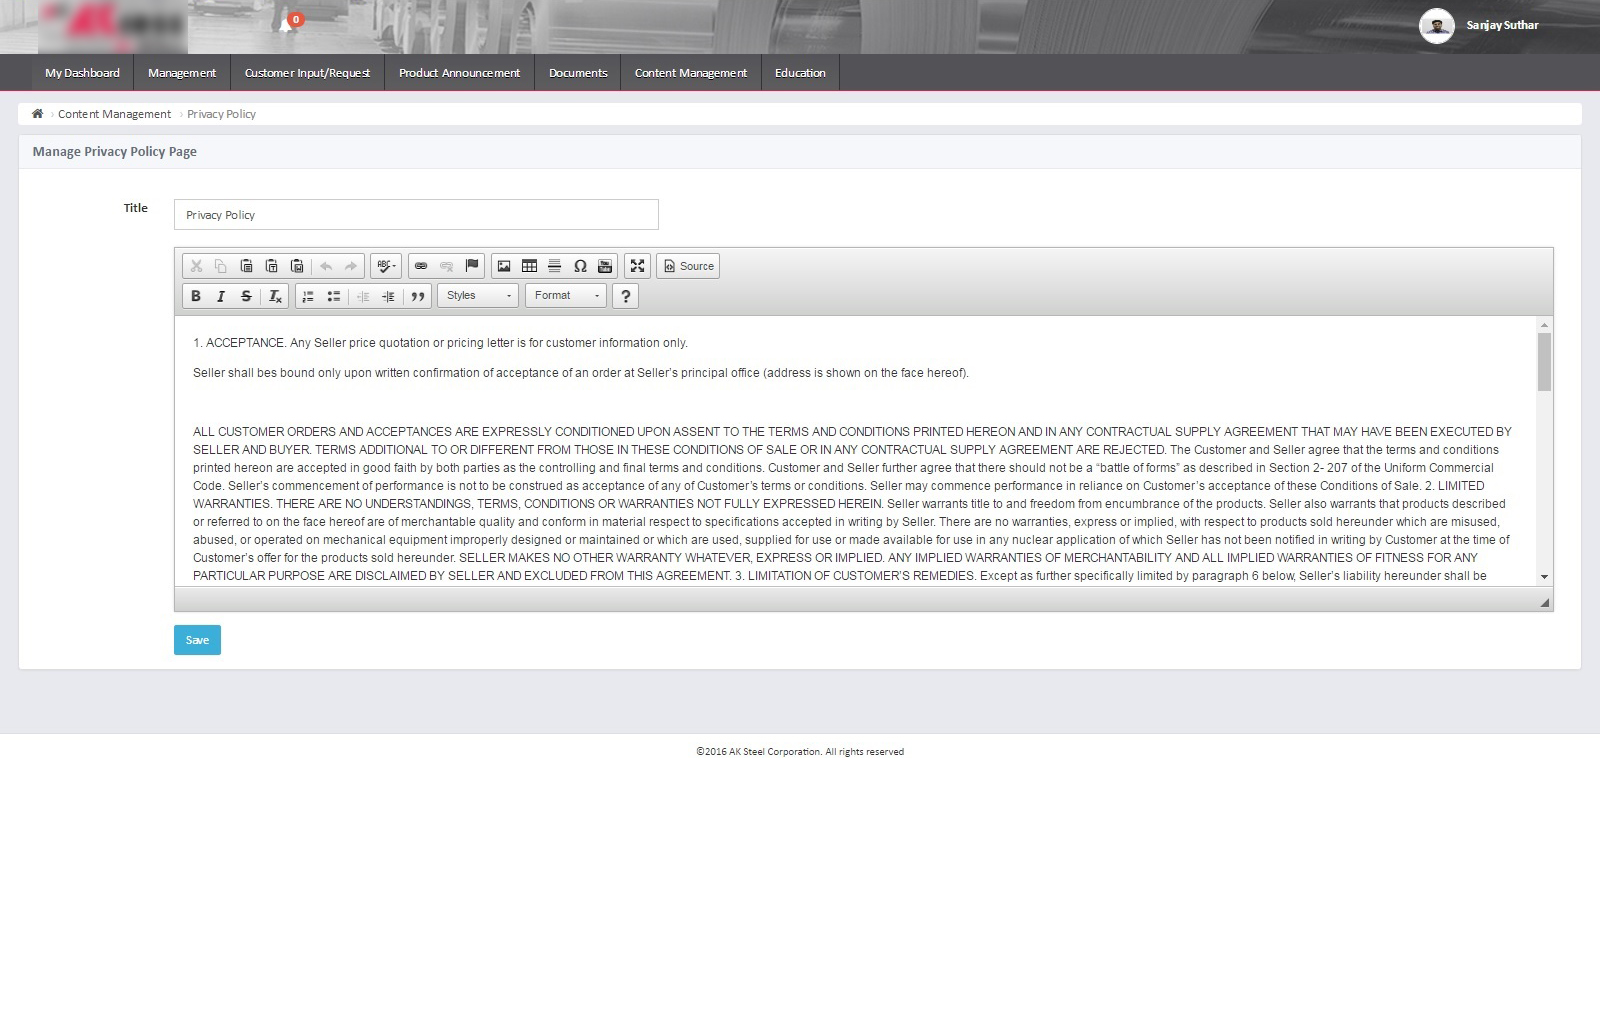 0
Sanjay Suthar
My Dashboard Management Customer Input/Request Product Announcement Documents Content Management Education
Content Management Privacy Policy
Manage Privacy Policy Page
Title
Privacy Policy
ABC Ω You Tube Source
B I S Tx Styles Format ?
1. ACCEPTANCE. Any Seller price quotation or pricing letter is for customer information only.
Seller shall bes bound only upon written confirmation of acceptance of an order at Seller’s principal office (address is shown on the face hereof).
ALL CUSTOMER ORDERS AND ACCEPTANCES ARE EXPRESSLY CONDITIONED UPON ASSENT TO THE TERMS AND CONDITIONS PRINTED HEREON AND IN ANY CONTRACTUAL SUPPLY AGREEMENT THAT MAY HAVE BEEN EXECUTED BY
SELLER AND BUYER. TERMS ADDITIONAL TO OR DIFFERENT FROM THOSE IN THESE CONDITIONS OF SALE OR IN ANY CONTRACTUAL SUPPLY AGREEMENT ARE REJECTED. The Customer and Seller agree that the terms and conditions
printed hereon are accepted in good faith by both parties as the controlling and final terms and conditions. Customer and Seller further agree that there should not be a “battle of forms” as described in Section 2- 207 of the Uniform Commercial
Code. Seller’s commencement of performance is not to be construed as acceptance of any of Customer’s terms or conditions. Seller may commence performance in reliance on Customer’s acceptance of these Conditions of Sale. 2. LIMITED
WARRANTIES. THERE ARE NO UNDERSTANDINGS, TERMS, CONDITIONS OR WARRANTIES NOT FULLY EXPRESSED HEREIN. Seller warrants title to and freedom from encumbrance of the products. Seller also warrants that products described
or referred to on the face hereof are of merchantable quality and conform in material respect to specifications accepted in writing by Seller. There are no warranties, express or implied, with respect to products sold hereunder which are misused,
abused, or operated on mechanical equipment improperly designed or maintained or which are used, supplied for use or made available for use in any nuclear application of which Seller has not been notified in writing by Customer at the time of
Customer’s offer for the products sold hereunder. SELLER MAKES NO OTHER WARRANTY WHATEVER, EXPRESS OR IMPLIED. ANY IMPLIED WARRANTIES OF MERCHANTABILITY AND ALL IMPLIED WARRANTIES OF FITNESS FOR ANY
PARTICULAR PURPOSE ARE DISCLAIMED BY SELLER AND EXCLUDED FROM THIS AGREEMENT. 3. LIMITATION OF CUSTOMER’S REMEDIES. Except as further specifically limited by paragraph 6 below, Seller’s liability hereunder shall be
Save
©2016 AK Steel Corporation. All rights reserved